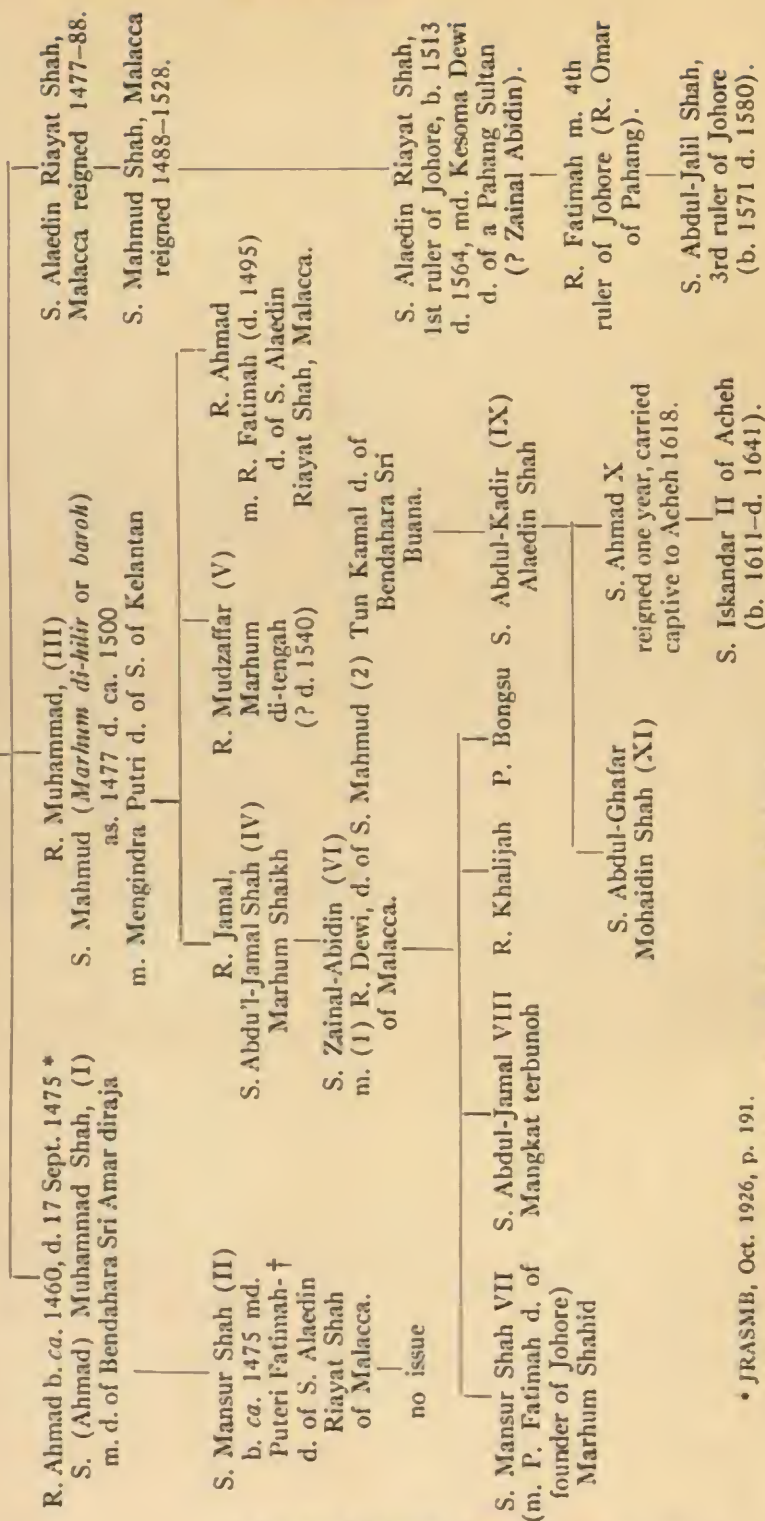 R. Ahmad b. ca. 1460, d. 17 Sept. 1475 *
S. (Ahmad) Muhammad Shah, (I)
m. d. of Bendahara Sri Amar diraja
R. Muhammad, (III)
S. Mahmud (Marhum di-hilir or baroh)
as. 1477 d. ca. 1500
m. Mengindra Putri d. of S. of Kelantan
S. Alaedin Riayat Shah,
Malacca reigned 1477–88.
S. Mahmud Shah, Malacca
reigned 1488–1528.
S. Mansur Shah (II)
b. ca. 1475 md.
Puteri Fatimah-†
d. of S. Alaedin
Riayat Shah
of Malacca.
no issue
R. Jamal,
S. Abdu'l-Jamal Shah (IV)
Marhum Shaikh
R. Mudzaffar (V)
Marhum
di-tengah
(? d. 1540)
R. Ahmad
m. R. Fatimah (d. 1495)
d. of S. Alaedin
Riayat Shah, Malacca.
S. Zainal-Abidin (VI)
m. (1) R. Dewi, d. of S. Mahmud (2) Tun Kamal d. of
of Malacca. Bendahara Sri
Buana.
S. Alaedin Riayat Shah,
1st ruler of Johore, b. 1513
d. 1564, md. Kesoma Dewi
d. of a Pahang Sultan
(? Zainal Abidin).
S. Mansur Shah VII
(m. P. Fatimah d. of
founder of Johore)
Marhum Shahid
S. Abdul-Jamal VIII
Mangkat terbunoh
R. Khalijah
P. Bongsu
S. Abdul-Kadir (IX)
Alaedin Shah
R. Fatimah m. 4th
ruler of Johore (R. Omar
of Pahang).
S. Abdul-Ghafar
Mohaidin Shah (XI)
S. Ahmad X
reigned one year, carried
captive to Acheh 1618.
S. Abdul-Jalil Shah,
3rd ruler of Johore
(b. 1571 d. 1580).
S. Iskandar II of Acheh
(b. 1611–d. 1641).
* JRASMB, Oct. 1926, p. 191.